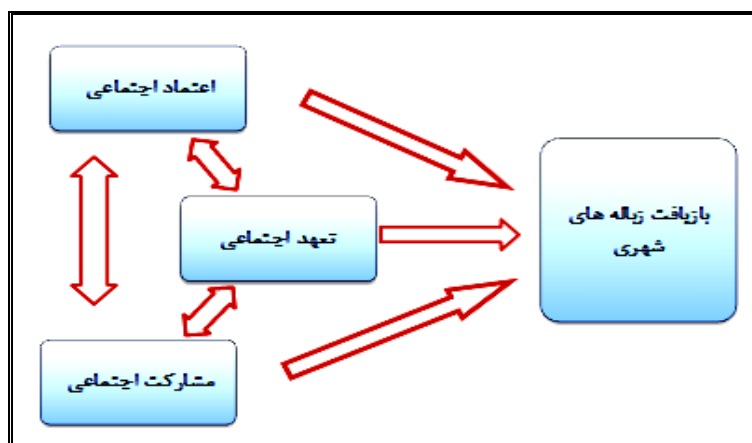 اعتماد اجتماعی
تعهد اجتماعی
مشارکت اجتماعی
بازیافت زباله های
شهری